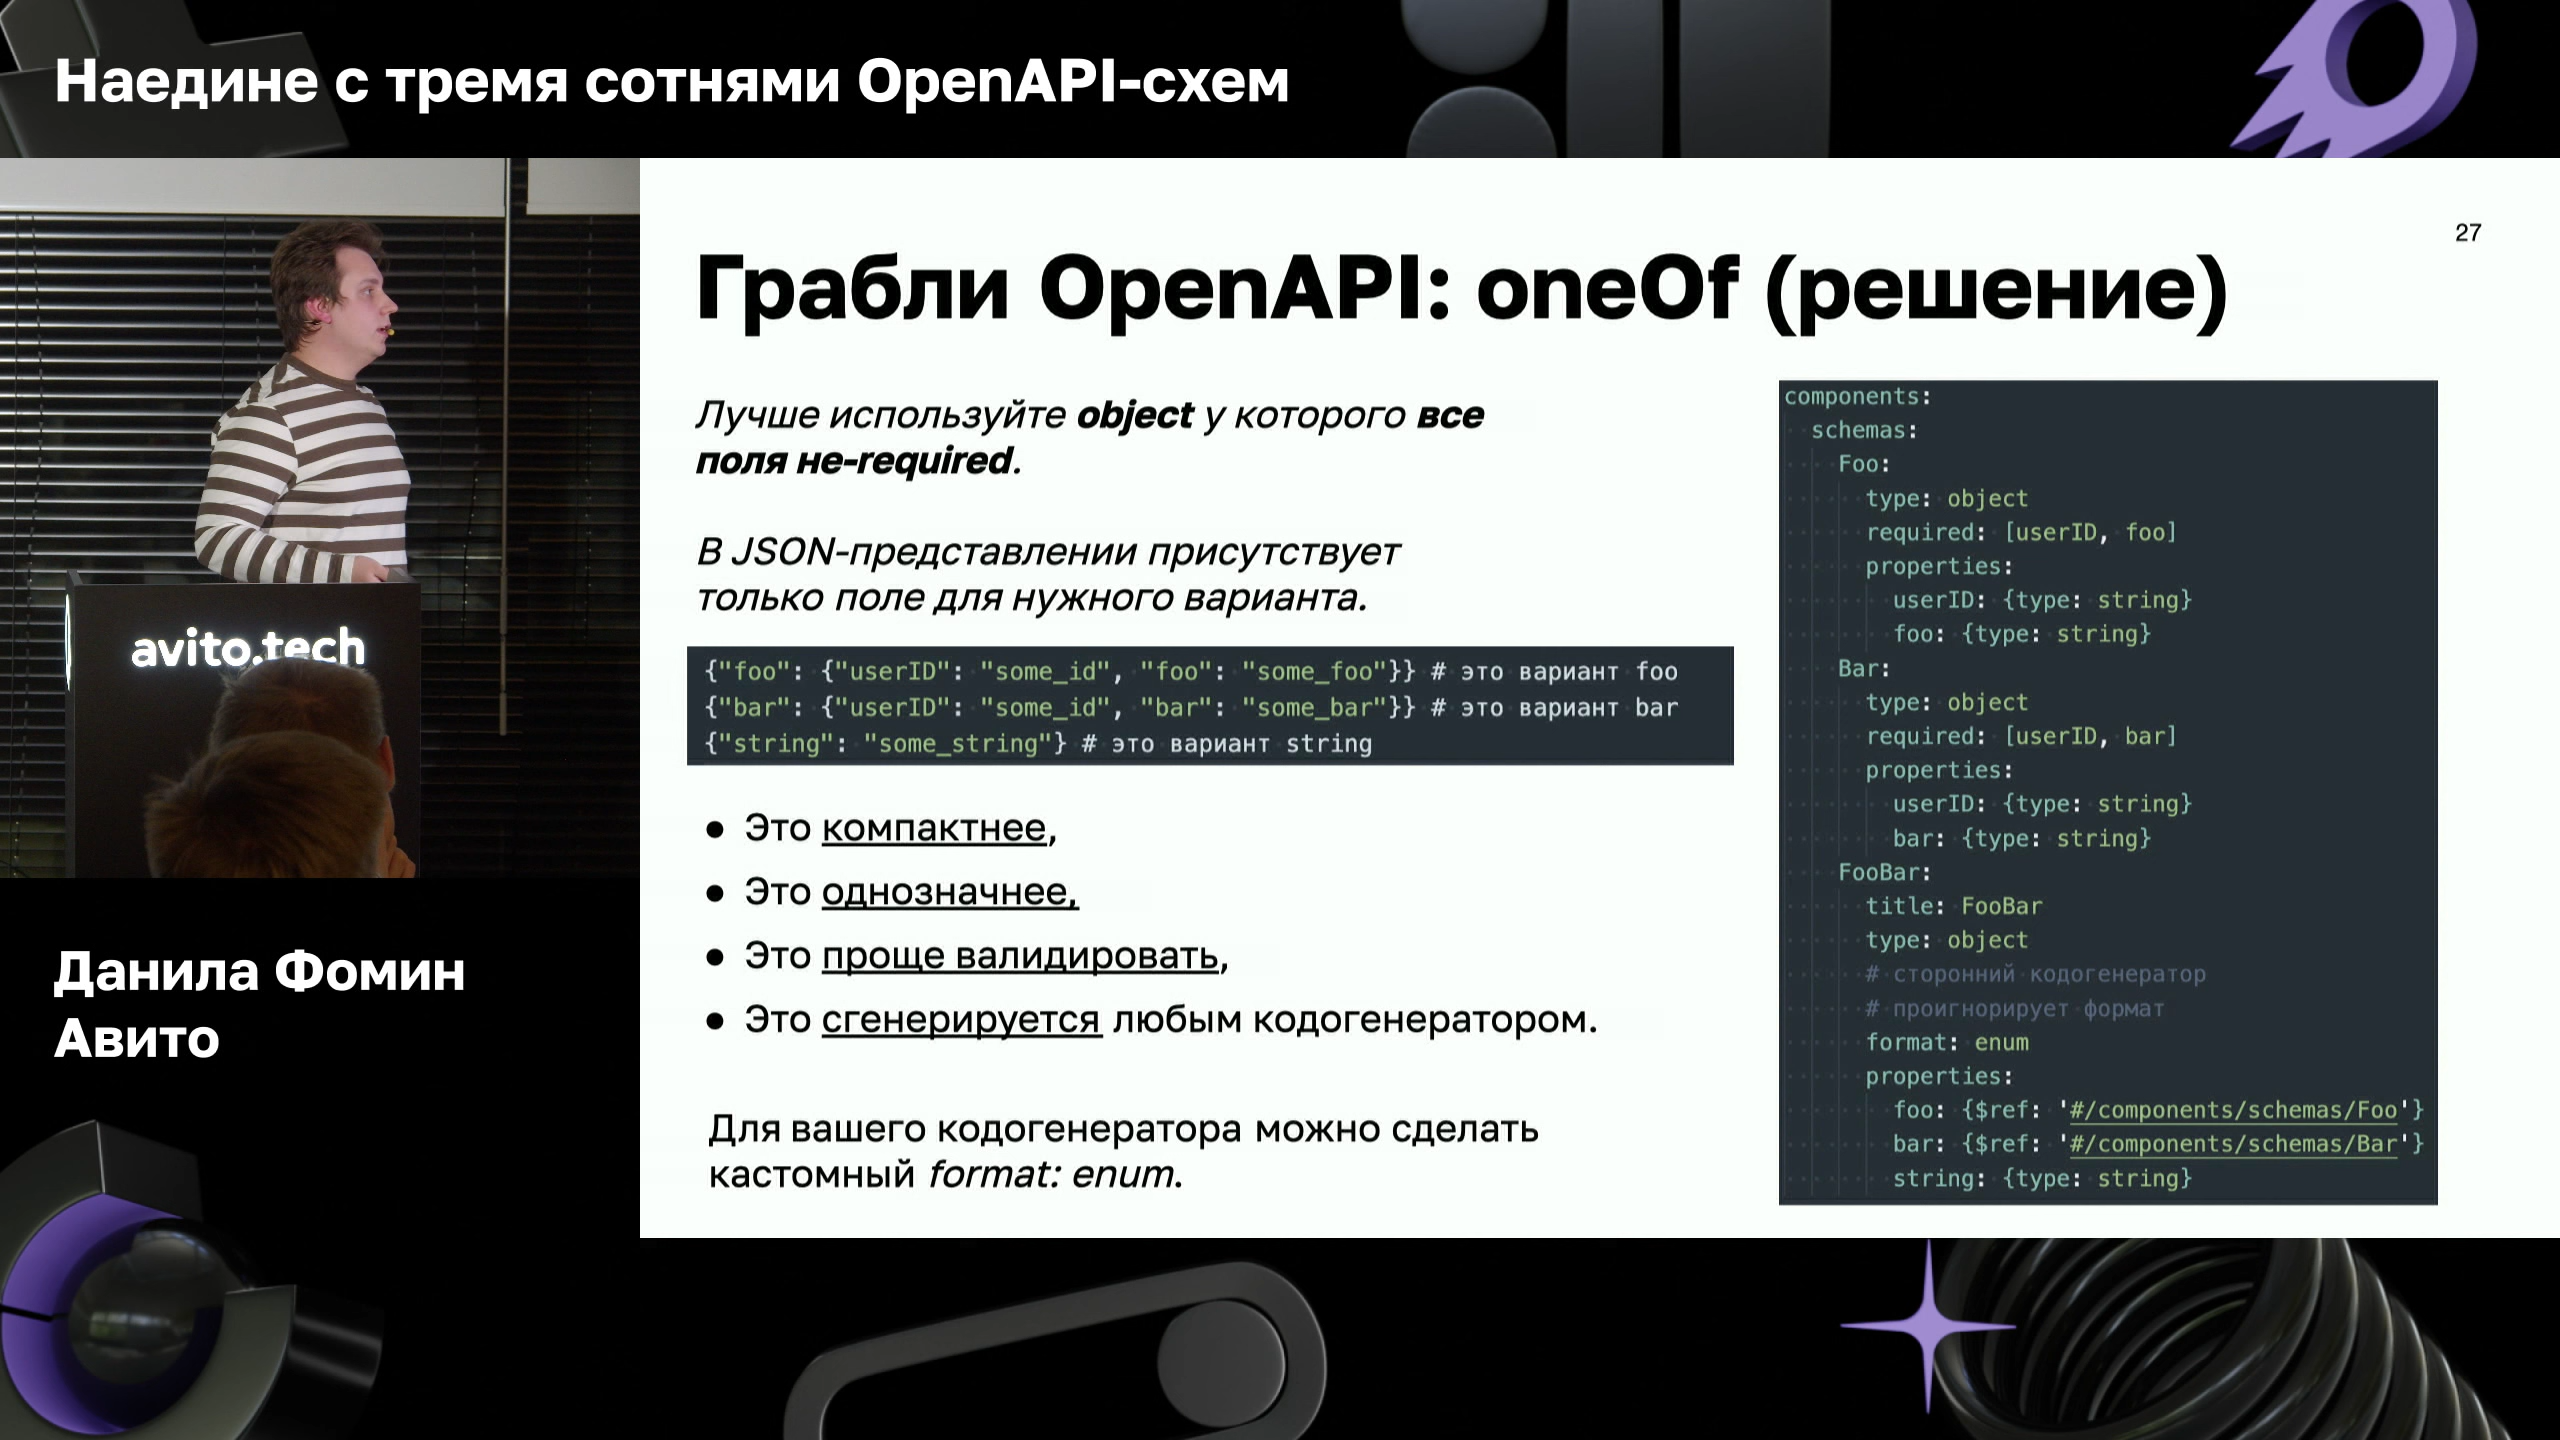 Наедине с тремя сотнями OpenAPI-схем
27
Грабли OpenAPI: oneOf (решение)
Лучше используйте object у которого все
поля не-required.
В JSON-представлении присутствует
только поле для нужного варианта.
{"foo": {"userID": "some_id", "foo": "some_foo"}} # это вариант foo
{"bar": {"userID": "some_id", "bar": "some_bar"}} # это вариант bar
{"string": "some_string"} # это вариант string
● Это компактнее,
● Это однозначнее,
● Это проще валидировать,
● Это сгенерируется любым кодогенератором.
Для вашего кодогенератора можно сделать
кастомный format: enum.
components:
schemas:
Foo:
type: object
required: [userID, foo]
properties:
userID: {type: string}
foo: {type: string}
Bar:
type: object
required: [userID, bar]
properties:
userID: {type: string}
bar: {type: string}
FooBar:
title: FooBar
type: object
# сторонний кодогенератор
# проигнорирует формат
format: enum
properties:
foo: {$ref: '#/components/schemas/Foo'}
bar: {$ref: '#/components/schemas/Bar'}
string: {type: string}
avito.tech
Данила Фомин
Авито